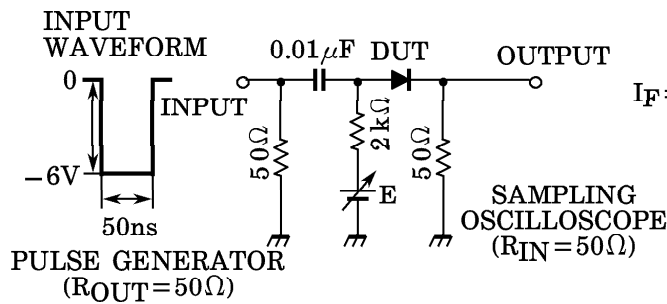 INPUT
WAVEFORM
0
-6V
50ns
PULSE GENERATOR
(ROUT=50Ω)
INPUT
50Ω
0.01μF
DUT
2kΩ
E
50Ω
OUTPUT
SAMPLING
OSCILLOSCOPE
(RIN=50Ω)
IF=